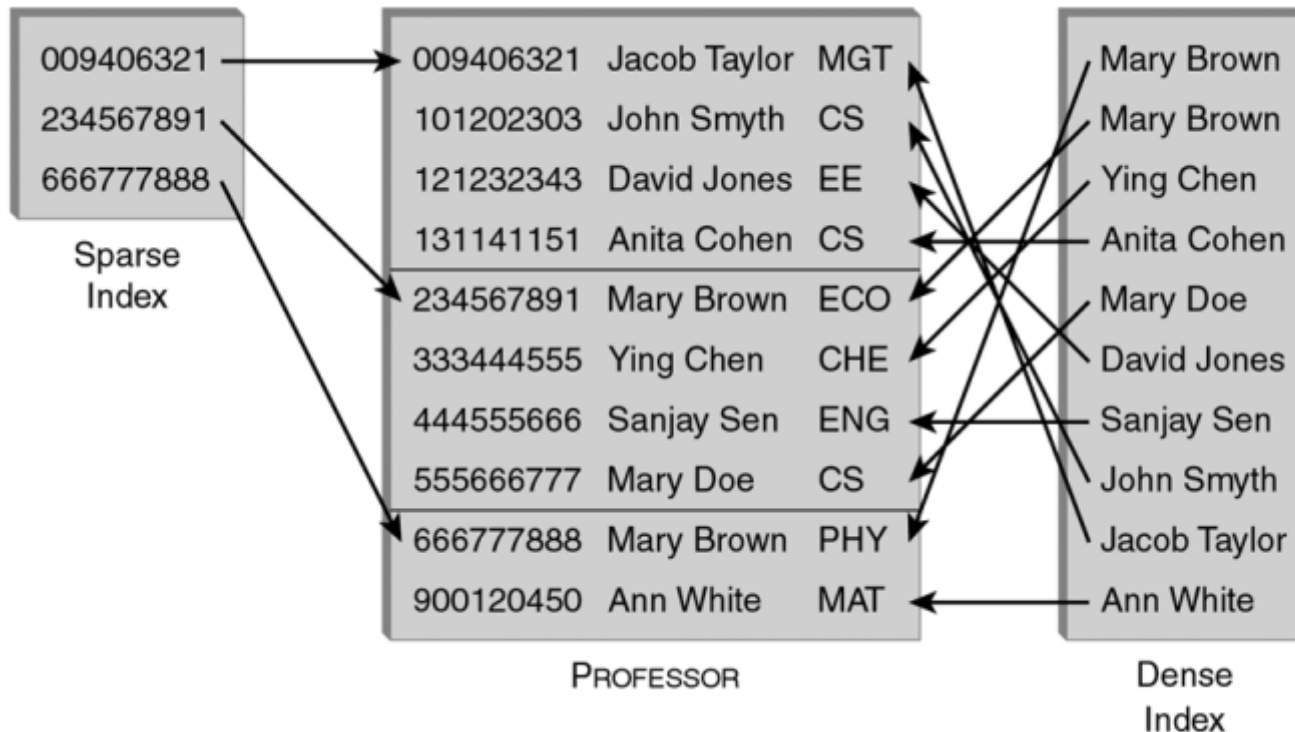 009406321
234567891
666777888
Sparse
Index
009406321 Jacob Taylor MGT
101202303 John Smyth CS
121232343 David Jones EE
131141151 Anita Cohen CS
234567891 Mary Brown ECO
333444555 Ying Chen CHE
444555666 Sanjay Sen ENG
555666777 Mary Doe CS
666777888 Mary Brown PHY
900120450 Ann White MAT
PROFESSOR
Mary Brown
Mary Brown
Ying Chen
Anita Cohen
Mary Doe
David Jones
Sanjay Sen
John Smyth
Jacob Taylor
Ann White
Dense
Index